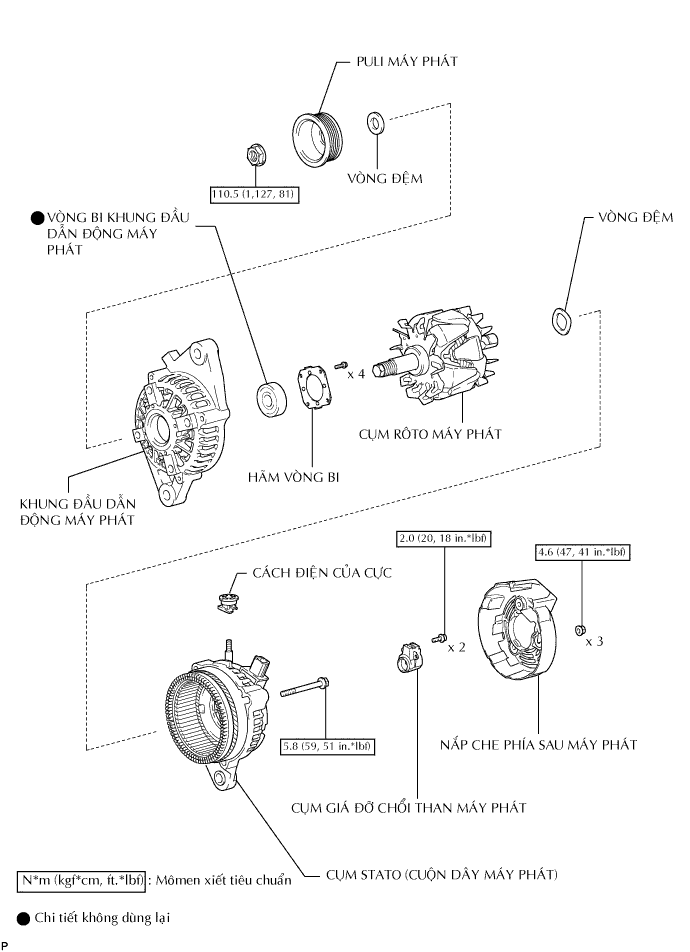 PULI MÁY PHÁT
VÒNG ĐỆM
110.5 (1,127, 81)
VÒNG BI KHUNG ĐẦU
DẪN ĐỘNG MÁY
PHÁT
VÒNG ĐỆM
x 4
CỤM RÔTO MÁY PHÁT
HÃM VÒNG BI
KHUNG ĐẦU DẪN
ĐỘNG MÁY PHÁT
2.0 (20, 18 in.*lbf)
4.6 (47, 41 in.*lbf)
CÁCH ĐIỆN CỦA CỰC
x 2
x 3
5.8 (59, 51 in.*lbf)
NẮP CHE PHÍA SAU MÁY PHÁT
CỤM GIÁ ĐỠ CHỔI THAN MÁY PHÁT
CỤM STATO (CUỘN DÂY MÁY PHÁT)
N*m (kgf*cm, ft.*lbf) : Mômen xiết tiêu chuẩn
Chi tiết không dùng lại
P